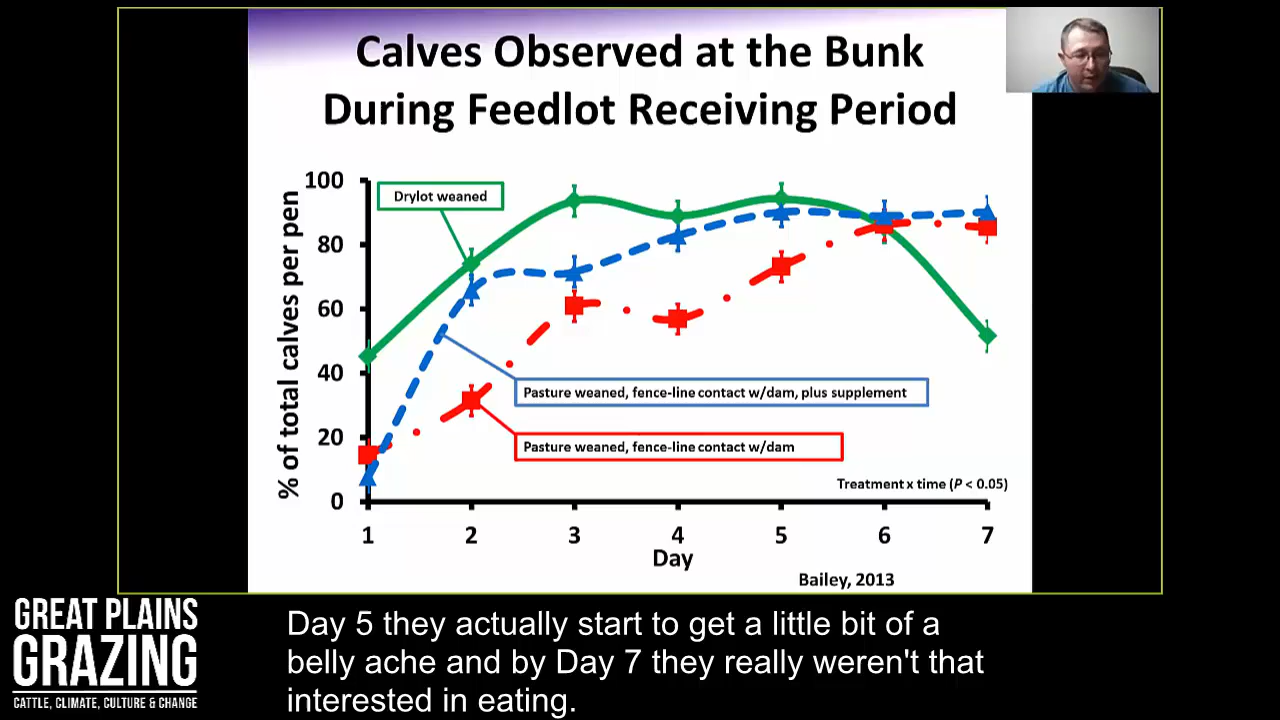 Calves Observed at the Bunk
During Feedlot Receiving Period
% of total calves per pen
100
80
60
40
20
0
Drylot weaned
Pasture weaned, fence-line contact w/dam, plus supplement
Pasture weaned, fence-line contact w/dam
Treatment x time (P < 0.05)
1 2 3 4 5 6 7
Day
Bailey, 2013
GREAT PLAINS
GRAZING
CATTLE, CLIMATE, CULTURE & CHANGE
Day 5 they actually start to get a little bit of a
belly ache and by Day 7 they really weren't that
interested in eating.